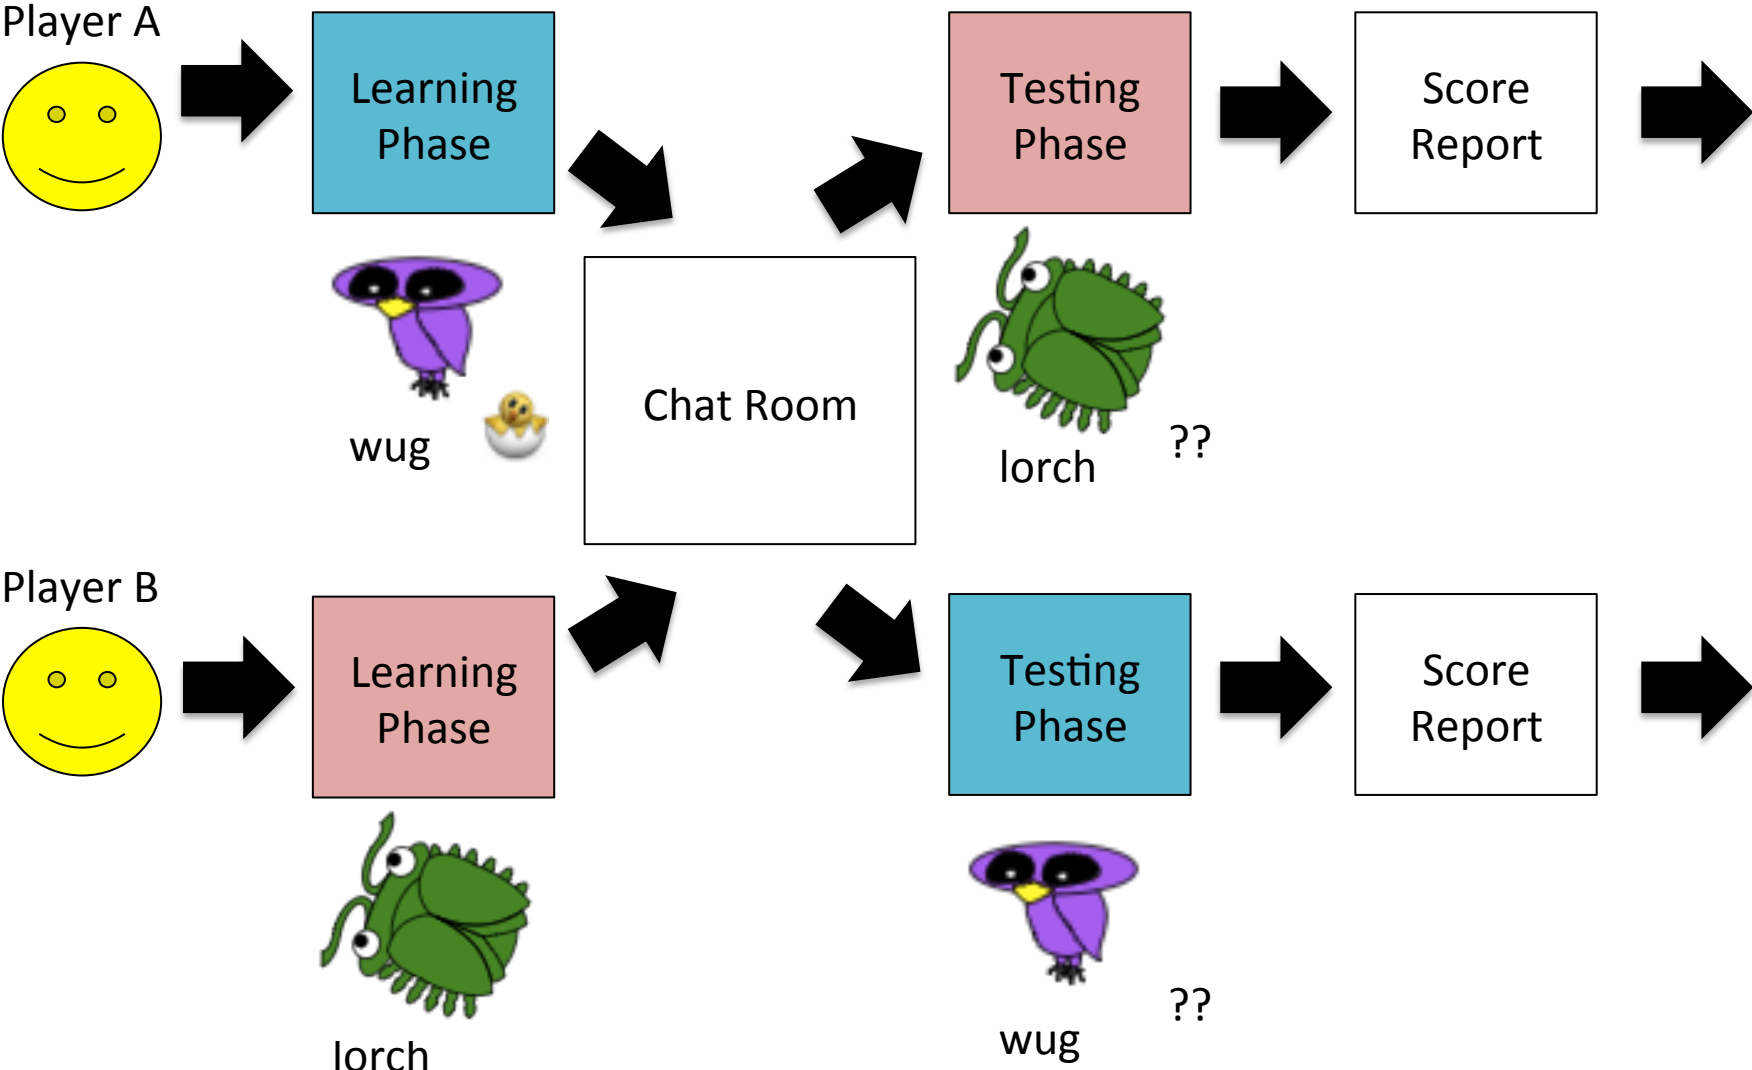 Player A
Learning
Phase
Testing
Phase
Score
Report
Chat Room
wug
lorch
??
Player B
Learning
Phase
Testing
Phase
Score
Report
lorch
wug
??